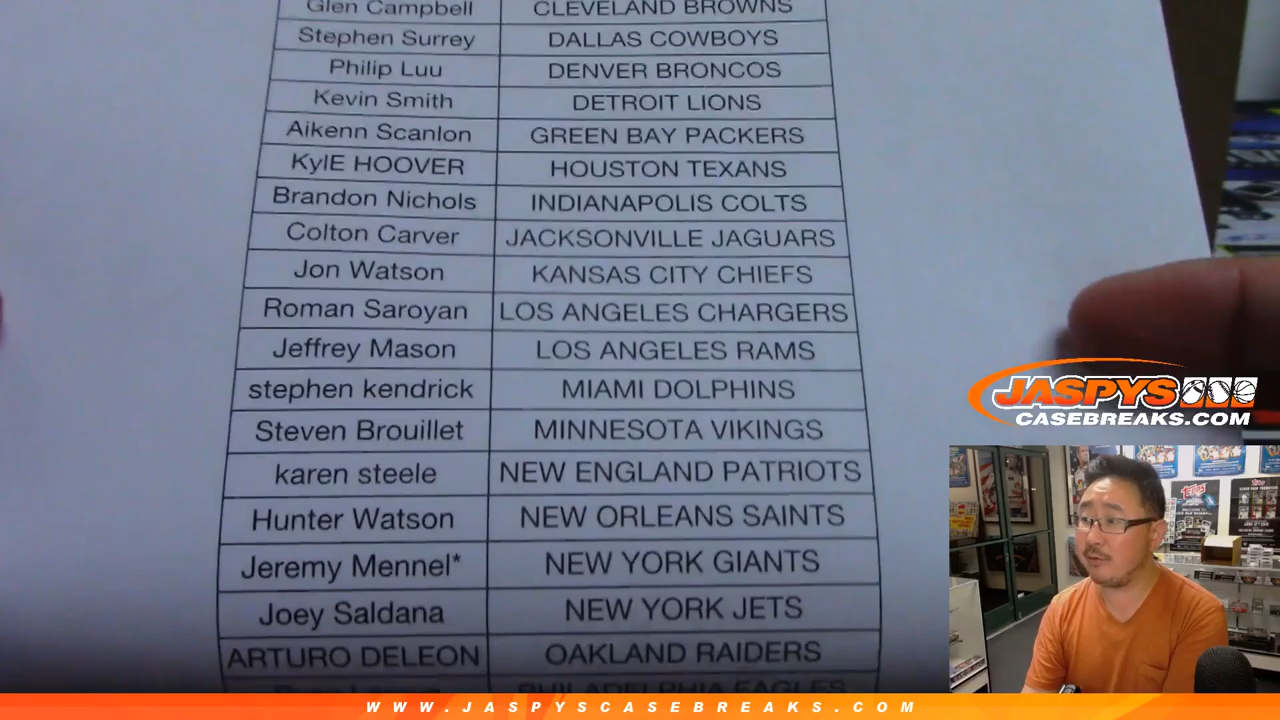 Glen Campbell CLEVELAND BROWNS
Stephen Surrey DALLAS COWBOYS
Philip Luu DENVER BRONCOS
Kevin Smith DETROIT LIONS
Aikenn Scanlon GREEN BAY PACKERS
KylE HOOVER HOUSTON TEXANS
Brandon Nichols INDIANAPOLIS COLTS
Colton Carver JACKSONVILLE JAGUARS
Jon Watson KANSAS CITY CHIEFS
Roman Saroyan LOS ANGELES CHARGERS
Jeffrey Mason LOS ANGELES RAMS
stephen kendrick MIAMI DOLPHINS
Steven Brouillet MINNESOTA VIKINGS
karen steele NEW ENGLAND PATRIOTS
Hunter Watson NEW ORLEANS SAINTS
Jeremy Mennel* NEW YORK GIANTS
Joey Saldana NEW YORK JETS
ARTURO DELEON OAKLAND RAIDERS
PHILADELPHIA EAGLES
JASPYS
CASEBREAKS.COM
Topps
WWW.JASPYSCASEBREAKS.COM